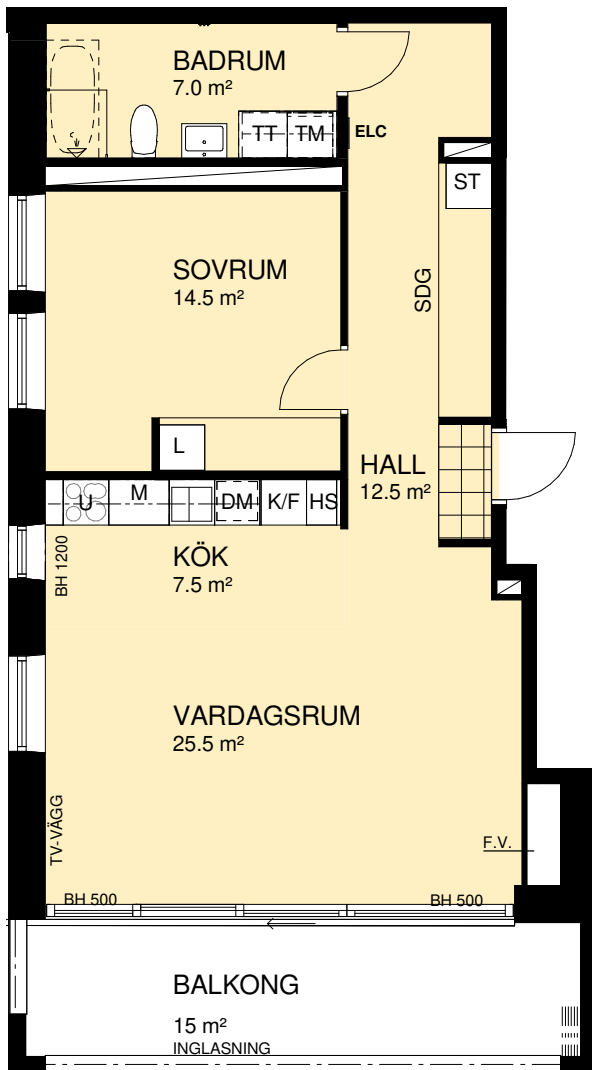 BADRUM
7.0 m²
TT
TM
ELC
ST
SOVRUM
14.5 m²
SDG
L
HALL
12.5 m²
U
M
DM
K/F
HS
KÖK
7.5 m²
BH 1200
VARDAGSRUM
25.5 m²
TV-VÄGG
F.V.
BH 500
BH 500
BALKONG
15 m²
INGLASNING